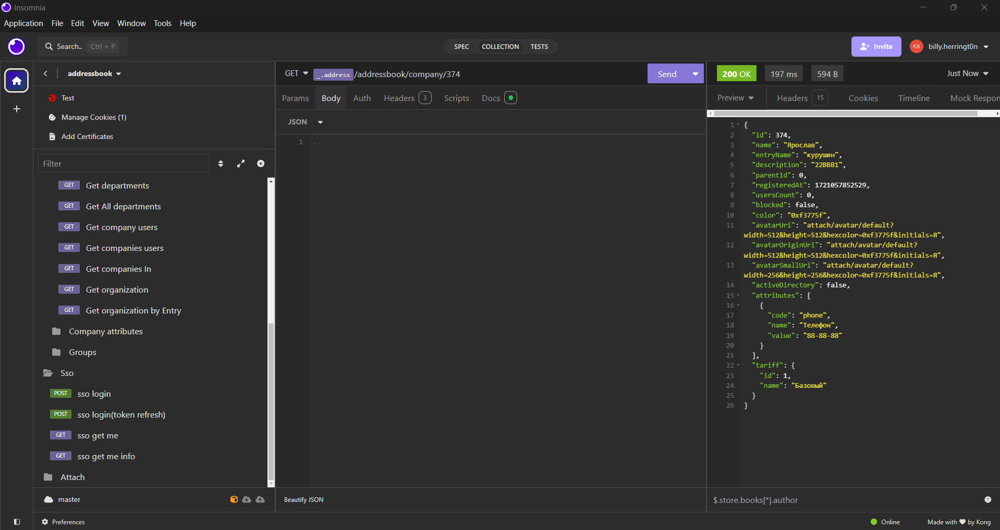 Insomnia
Application File Edit View Window Tools Help
Search.. Ctrl + P
SPEC COLLECTION TESTS
Invite
KA billy.herringt0n
addressbook
Test
Manage Cookies (1)
Add Certificates
Filter
GET Get departments
GET Get All departments
GET Get company users
GET Get companies users
GET Get companies In
GET Get organization
GET Get organization by Entry
Company attributes
Groups
Sso
POST sso login
POST sso login(token refresh)
GET sso get me
GET sso get me info
Attach
master
Preferences
GET _.address /addressbook/company/374 Send
Params Body Auth Headers 3 Scripts Docs
JSON
1 ...
Beautify JSON
200 OK 197 ms 594 B Just Now
Preview Headers 15 Cookies Timeline Mock Respon
1 {
2 "id": 374,
3 "name": "Ярослав",
4 "entryName": "курушин",
5 "description": "22BBB1",
6 "parentId": 0,
7 "registeredAt": 1721057852529,
8 "usersCount": 0,
9 "blocked": false,
10 "color": "0xf3775f",
11 "avatarUri": "attach/avatar/default?
width=512&height=512&hexcolor=0xf3775f&initials=Я",
12 "avatarOriginUri": "attach/avatar/default?
width=512&height=512&hexcolor=0xf3775f&initials=Я",
13 "avatarSmallUri": "attach/avatar/default?
width=256&height=256&hexcolor=0xf3775f&initials=Я",
14 "activeDirectory": false,
15 "attributes": [
16 {
17 "code": "phone",
18 "name": "Телефон",
19 "value": "88-88-88"
20 }
21 ],
22 "tariff": {
23 "id": 1,
24 "name": "Базовый"
25 }
26 }
$.store.books[*].author
Online
Made with by Kong